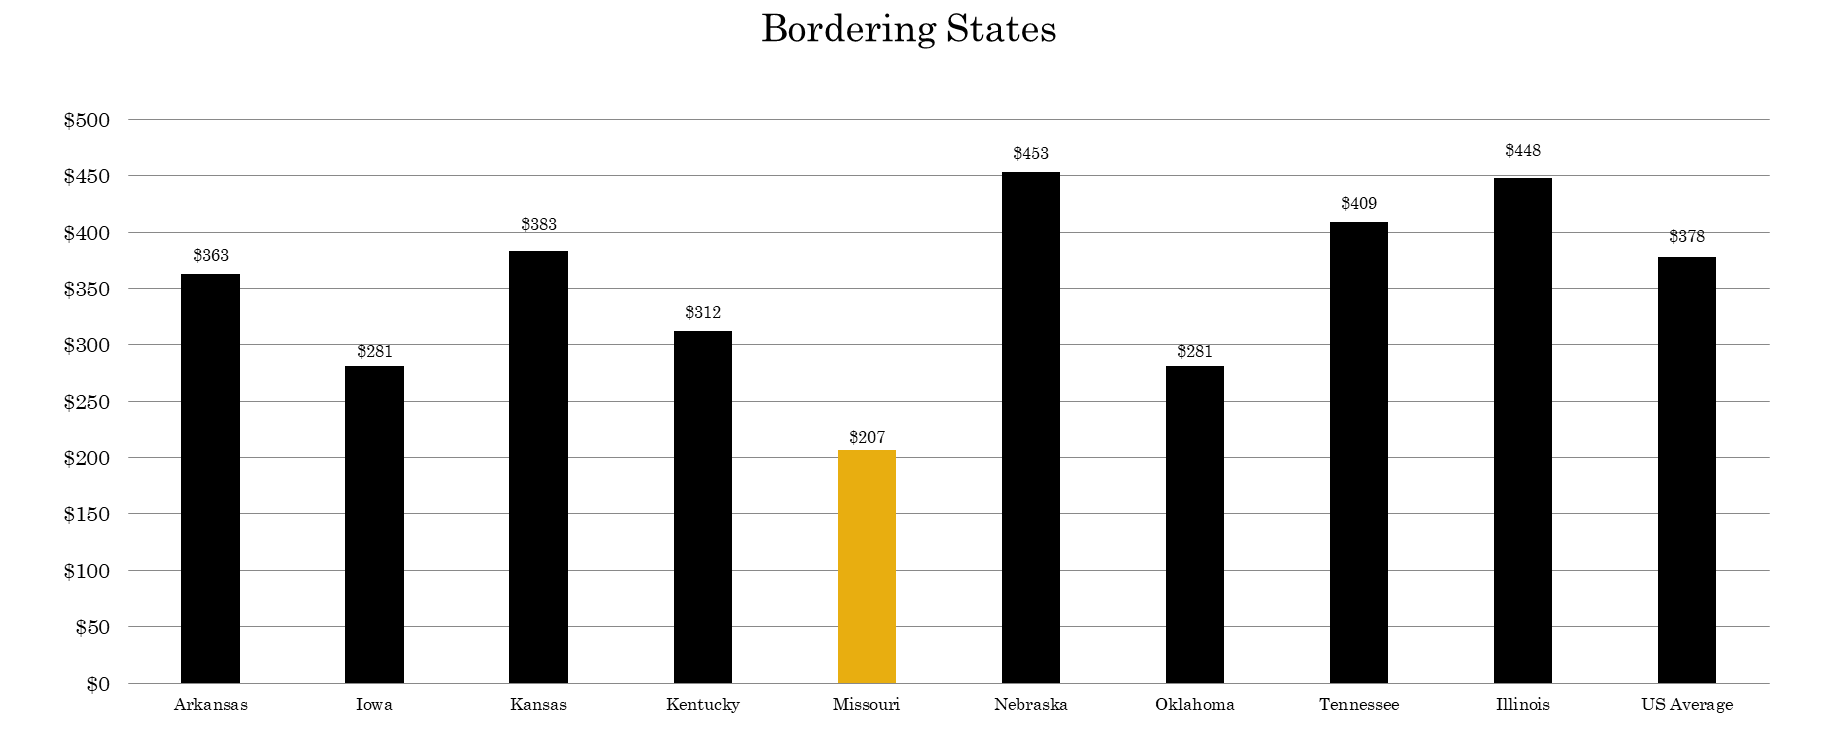 Bordering States
$500
$450
$400
$350
$300
$250
$200
$150
$100
$50
$0
$363
$281
$383
$312
$207
$453
$281
$409
$448
$378
Arkansas
Iowa
Kansas
Kentucky
Missouri
Nebraska
Oklahoma
Tennessee
Illinois
US Average